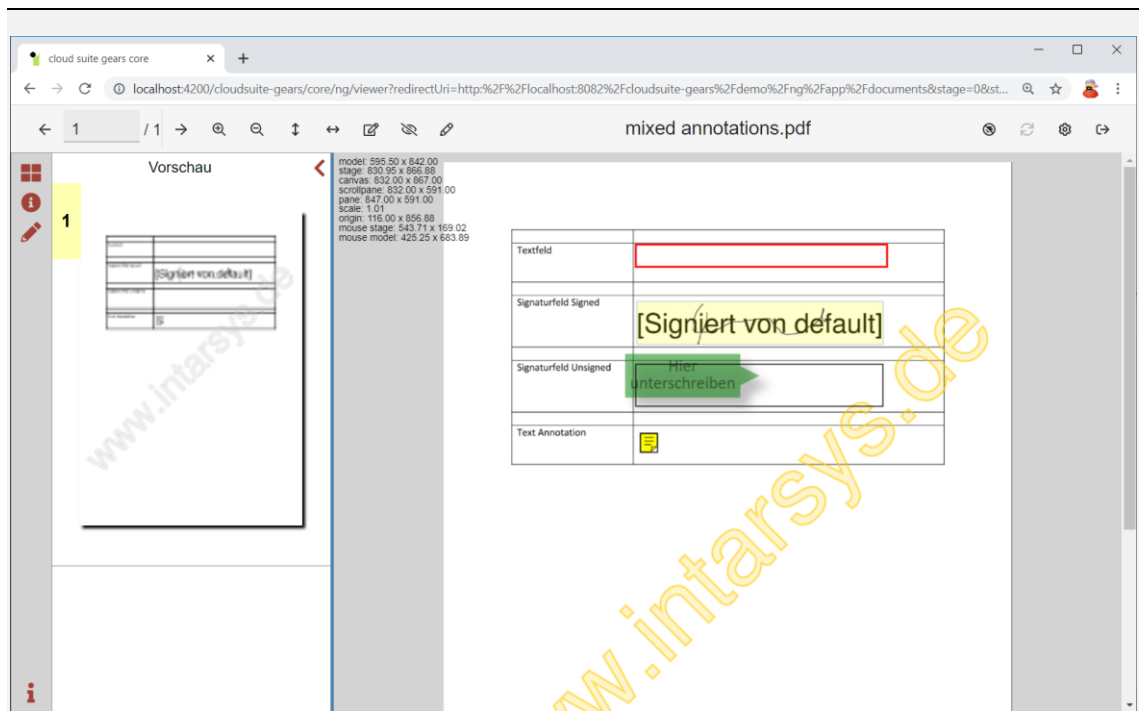 cloud suite gears core
localhost:4200/cloudsuite-gears/core/ng/viewer?redirectUri=http:%2F%2Flocalhost:8082%2Fcloudsuite-gears%2Fdemo%2Fng%2Fapp%2Fdocuments&stage=0&st...
1 / 1
mixed annotations.pdf
Vorschau
1
[Signiert von default]
www.intarsys.de
model: 595.50 x 842.00
stage: 830.95 x 866.88
canvas: 832.00 x 867.00
scrollpane: 832.00 x 591.00
pane: 847.00 x 591.00
scale: 1.01
origin: 116.00 x 856.88
mouse stage: 543.71 x 169.02
mouse model: 425.25 x 683.89
Textfeld
Signaturfeld Signed
[Signiert von default]
Signaturfeld Unsigned
Hier
unterschreiben
Text Annotation
w.intarsys.de